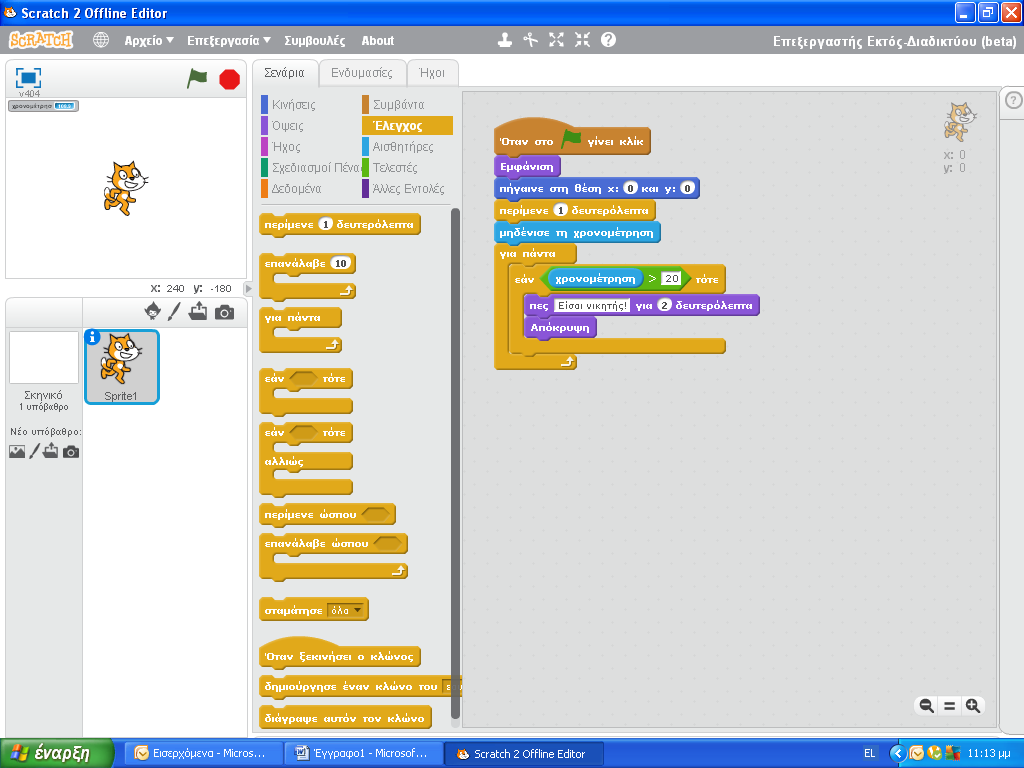 Scratch 2 Offline Editor
SCRATCH Αρχείο Επεξεργασία Συμβουλές About Επεξεργαστής Εκτός-Διαδικτύου (beta)
v404
χρονομέτρηση
x: 240 y: -180
Σκηνικό
1 υπόβαθρο
Νέο υπόβαθρο:
Sprite1
Σενάρια Ενδυμασίες Ήχοι
Κινήσεις Συμβάντα
Όψεις Έλεγχος
Ήχος Αισθητήρες
Σχεδιασμοί Πένα Τελεστές
Δεδομένα Άλλες Εντολές
περίμενε 1 δευτερόλεπτα
επανάλαβε 10
για πάντα
εάν τότε
εάν τότε
αλλιώς
περίμενε ώσπου
επανάλαβε ώσπου
σταμάτησε όλα
Όταν ξεκινήσει ο κλώνος
δημιούργησε έναν κλώνο του
διάγραψε αυτόν τον κλώνο
Όταν στο γίνει κλίκ
Εμφάνιση
πήγαινε στη θέση x: 0 και y: 0
περίμενε 1 δευτερόλεπτα
μηδένισε τη χρονομέτρηση
για πάντα
εάν χρονομέτρηση > 20 τότε
πες Είσαι νικητής! για 2 δευτερόλεπτα
Απόκρυψη
x: 0
y: 0
έναρξη Εισερχόμενα - Micros... Έγγραφο1 - Microsof... Scratch 2 Offline Editor EL 11:13 μμ